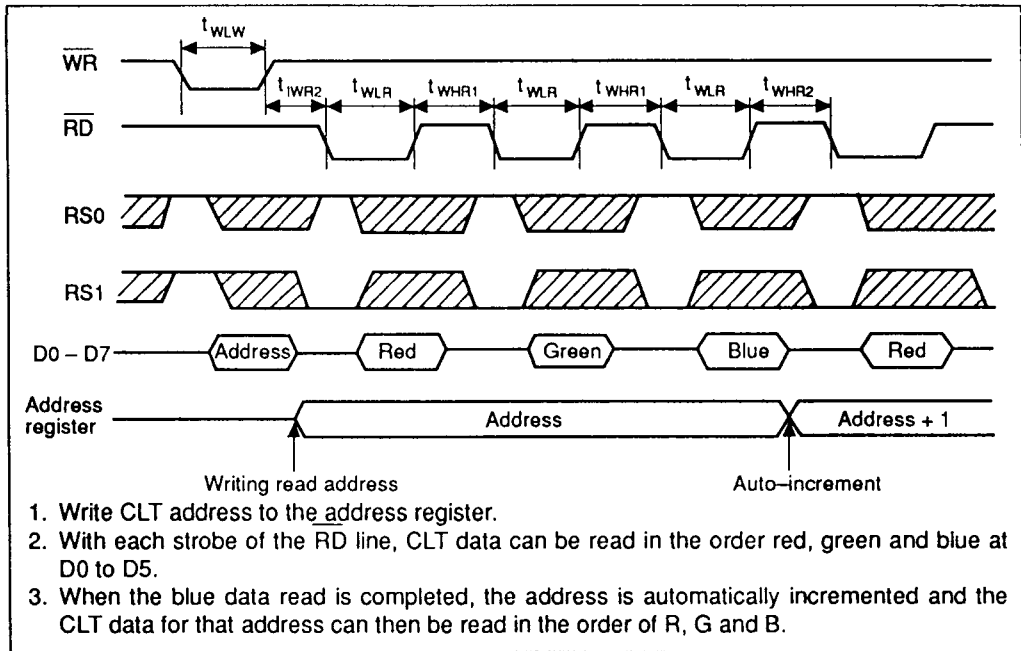 tWLW
WR
tIWR2 tWLR tWHR1 tWLR tWHR1 tWLR tWHR2
RD
RS0
RS1
D0 – D7 Address Red Green Blue Red
Address register Address Address + 1
Writing read address Auto–increment
1. Write CLT address to the address register.
2. With each strobe of the RD line, CLT data can be read in the order red, green and blue at
D0 to D5.
3. When the blue data read is completed, the address is automatically incremented and the
CLT data for that address can then be read in the order of R, G and B.